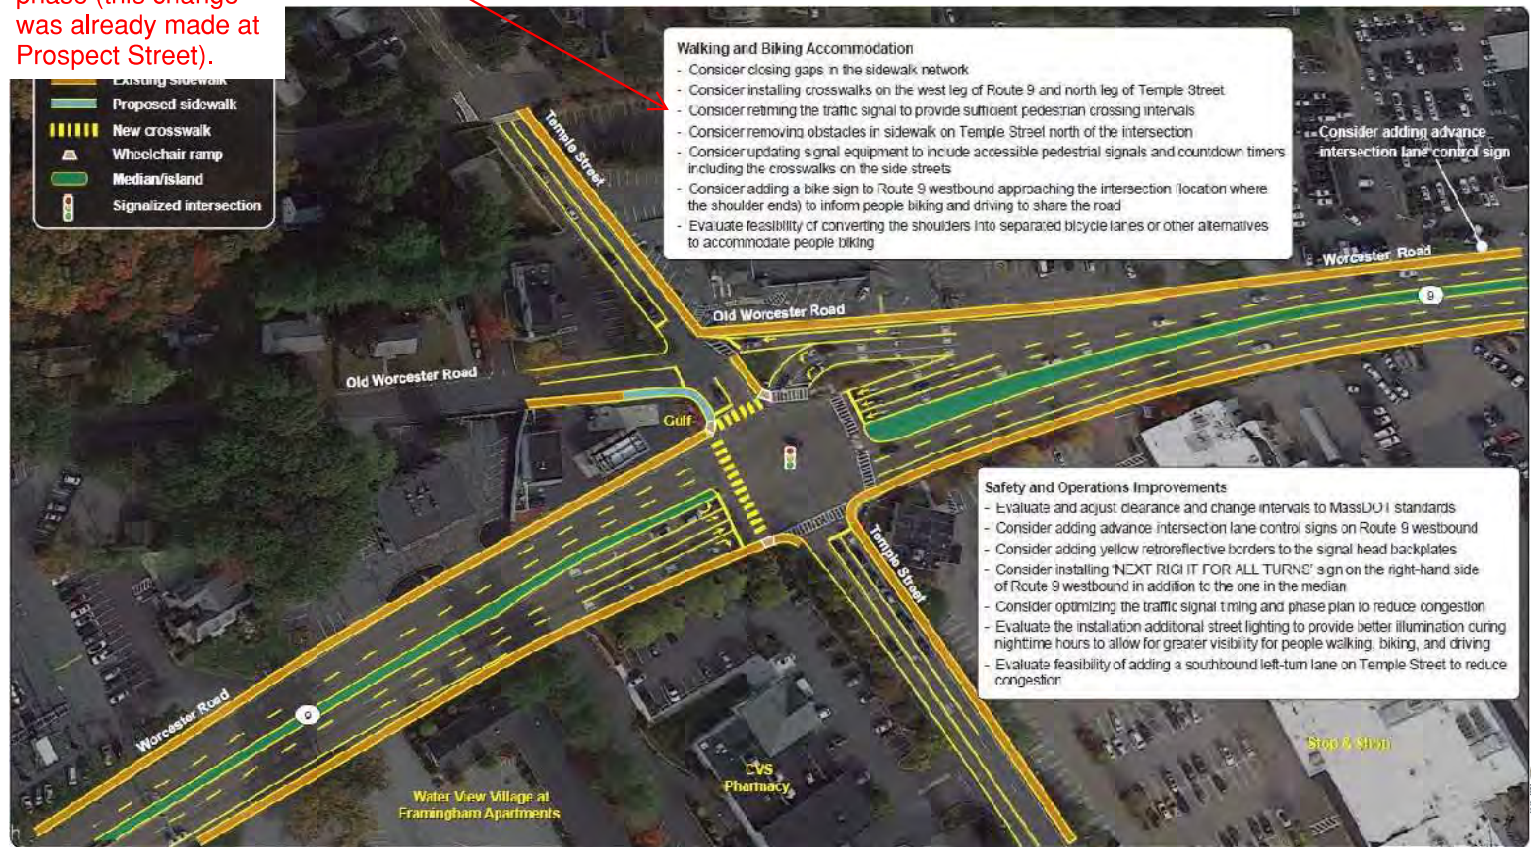 phase (this change
was already made at
Prospect Street).
Existing sidewalk
Proposed sidewalk
New crosswalk
Wheelchair ramp
Median/island
Signalized intersection
Walking and Biking Accommodation
- Consider closing gaps in the sidewalk network
- Consider installing crosswalks on the west leg of Route 9 and north leg of Temple Street
- Consider retiming the traffic signal to provide sufficient pedestrian crossing intervals
- Consider removing obstacles in sidewalk on Temple Street north of the intersection
- Consider updating signal equipment to include accessible pedestrial signals and countdown timers
including the crosswalks on the side streets
- Consider adding a bike sign to Route 9 westbound approaching the intersection (location where
the shoulder ends) to inform people biking and driving to share the road
- Evaluate feasibility of converting the shoulders into separated bicycle lanes or other alternatives
to accommodate people biking
Consider adding advance
intersection lane control sign
Temple Street
Worcester Road
9
Old Worcester Road
Old Worcester Road
Gulf
Safety and Operations Improvements
- Evaluate and adjust clearance and change intervals to MassDOT standards
- Consider adding advance intersection lane control signs on Route 9 westbound
- Consider adding yellow retroreflective borders to the signal head backplates
- Consider installing 'NEXT RIGHT FOR ALL TURNS' sign on the right-hand side
of Route 9 westbound in addition to the one in the median
- Consider optimizing the traffic signal timing and phase plan to reduce congestion
- Evaluate the installation additional street lighting to provide better illumination during
nighttime hours to allow for greater visibility for people walking, biking, and driving
- Evaluate feasibility of adding a southbound left-turn lane on Temple Street to reduce
congestion
Temple Street
Worcester Road
9
Stop & Shop
CVS
Pharmacy
Water View Village at
Framingham Apartments